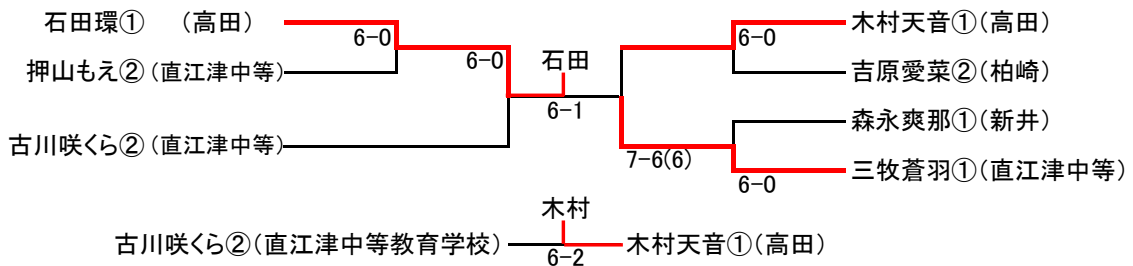 石田環① (高田)
6-0
押山もえ② (直江津中等)
6-0
古川咲くら② (直江津中等)
石田
6-1
木村天音①(高田)
6-0
吉原愛菜②(柏崎)
森永爽那①(新井)
7-6(6)
6-0
三牧蒼羽①(直江津中等)
木村
古川咲くら②(直江津中等教育学校)
6-2
木村天音①(高田)